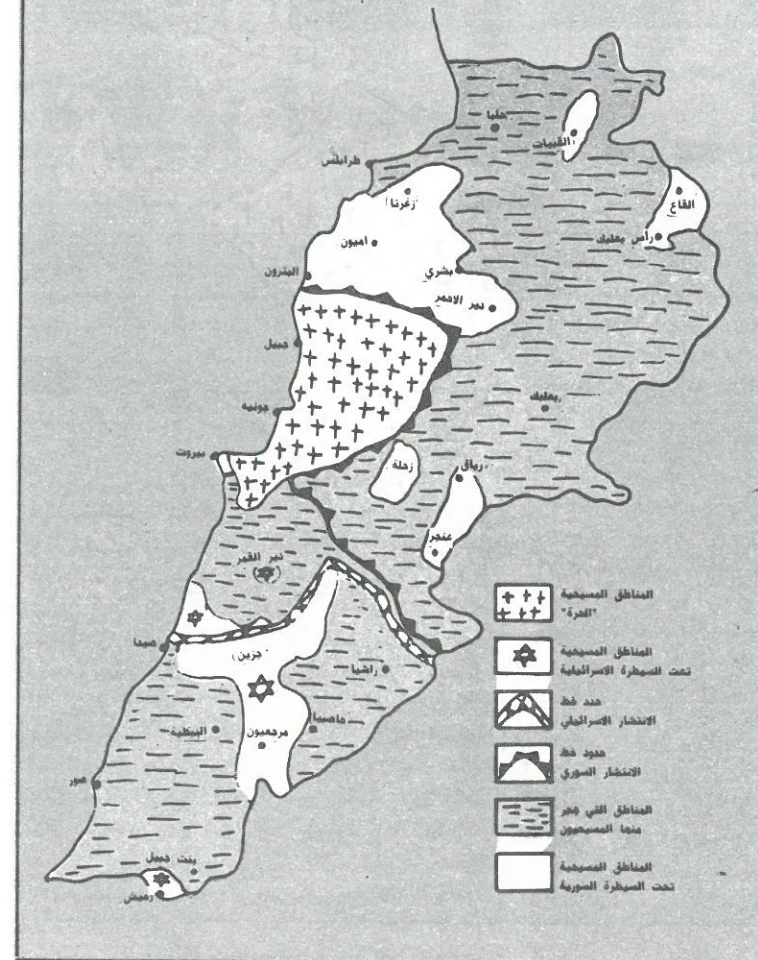 حلبا
القبيات
طرابلس
زغرتا
القاع
رأس بعلبك
اميون
بشري
البترون
دير الاحمر
جبيل
بعلبك
جونيه
بيروت
زحلة
رياق
عنجر
دير القمر
صيدا
جزين
راشيا
حاصبيا
النبطية
مرجعيون
صور
بنت جبيل
رميش
المناطق المسيحية
"الحرة"
المناطق المسيحية
تحت السيطرة الاسرائيلية
خط
الانتشار الاسرائيلي
حدود خط
الانتشار السوري
المناطق التي هجر
منها المسيحيون
المناطق المسيحية
تحت السيطرة السورية